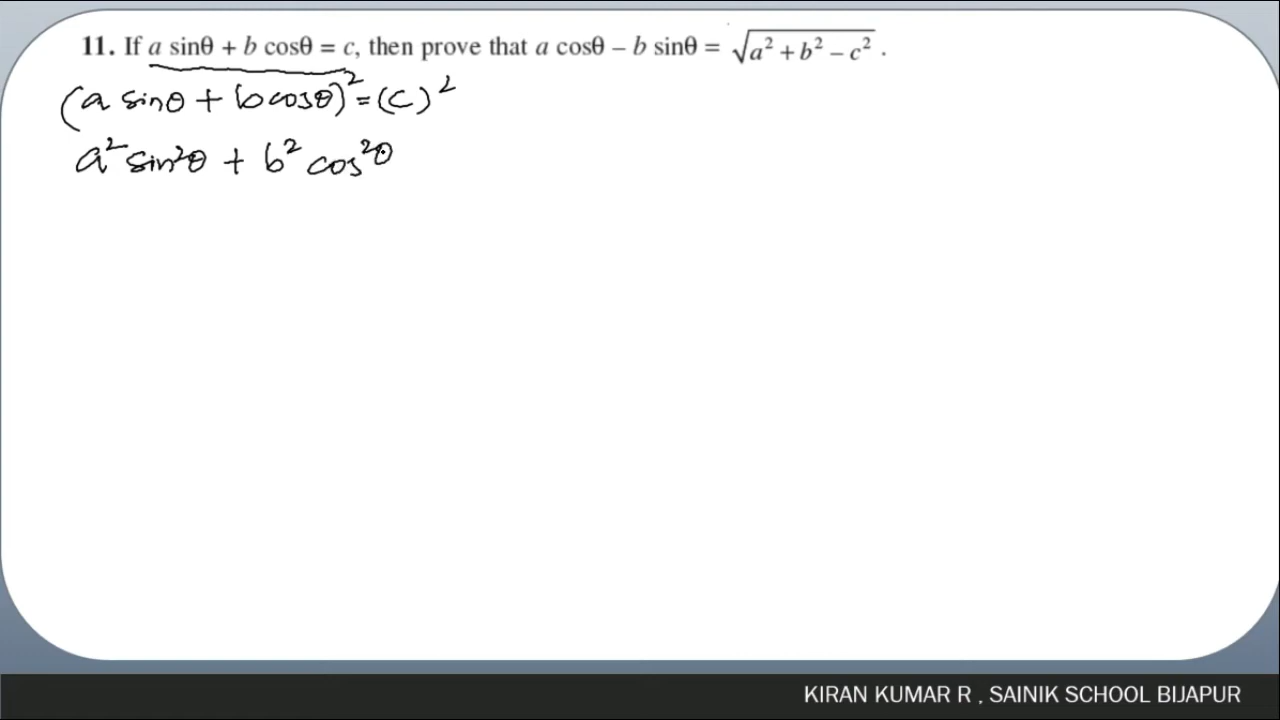 11. If a sinθ + b cosθ = c, then prove that a cosθ – b sinθ = √a² + b² – c² .
(a sinθ + b cosθ)² = (c)²
a² sin²θ + b² cos²θ
KIRAN KUMAR R , SAINIK SCHOOL BIJAPUR